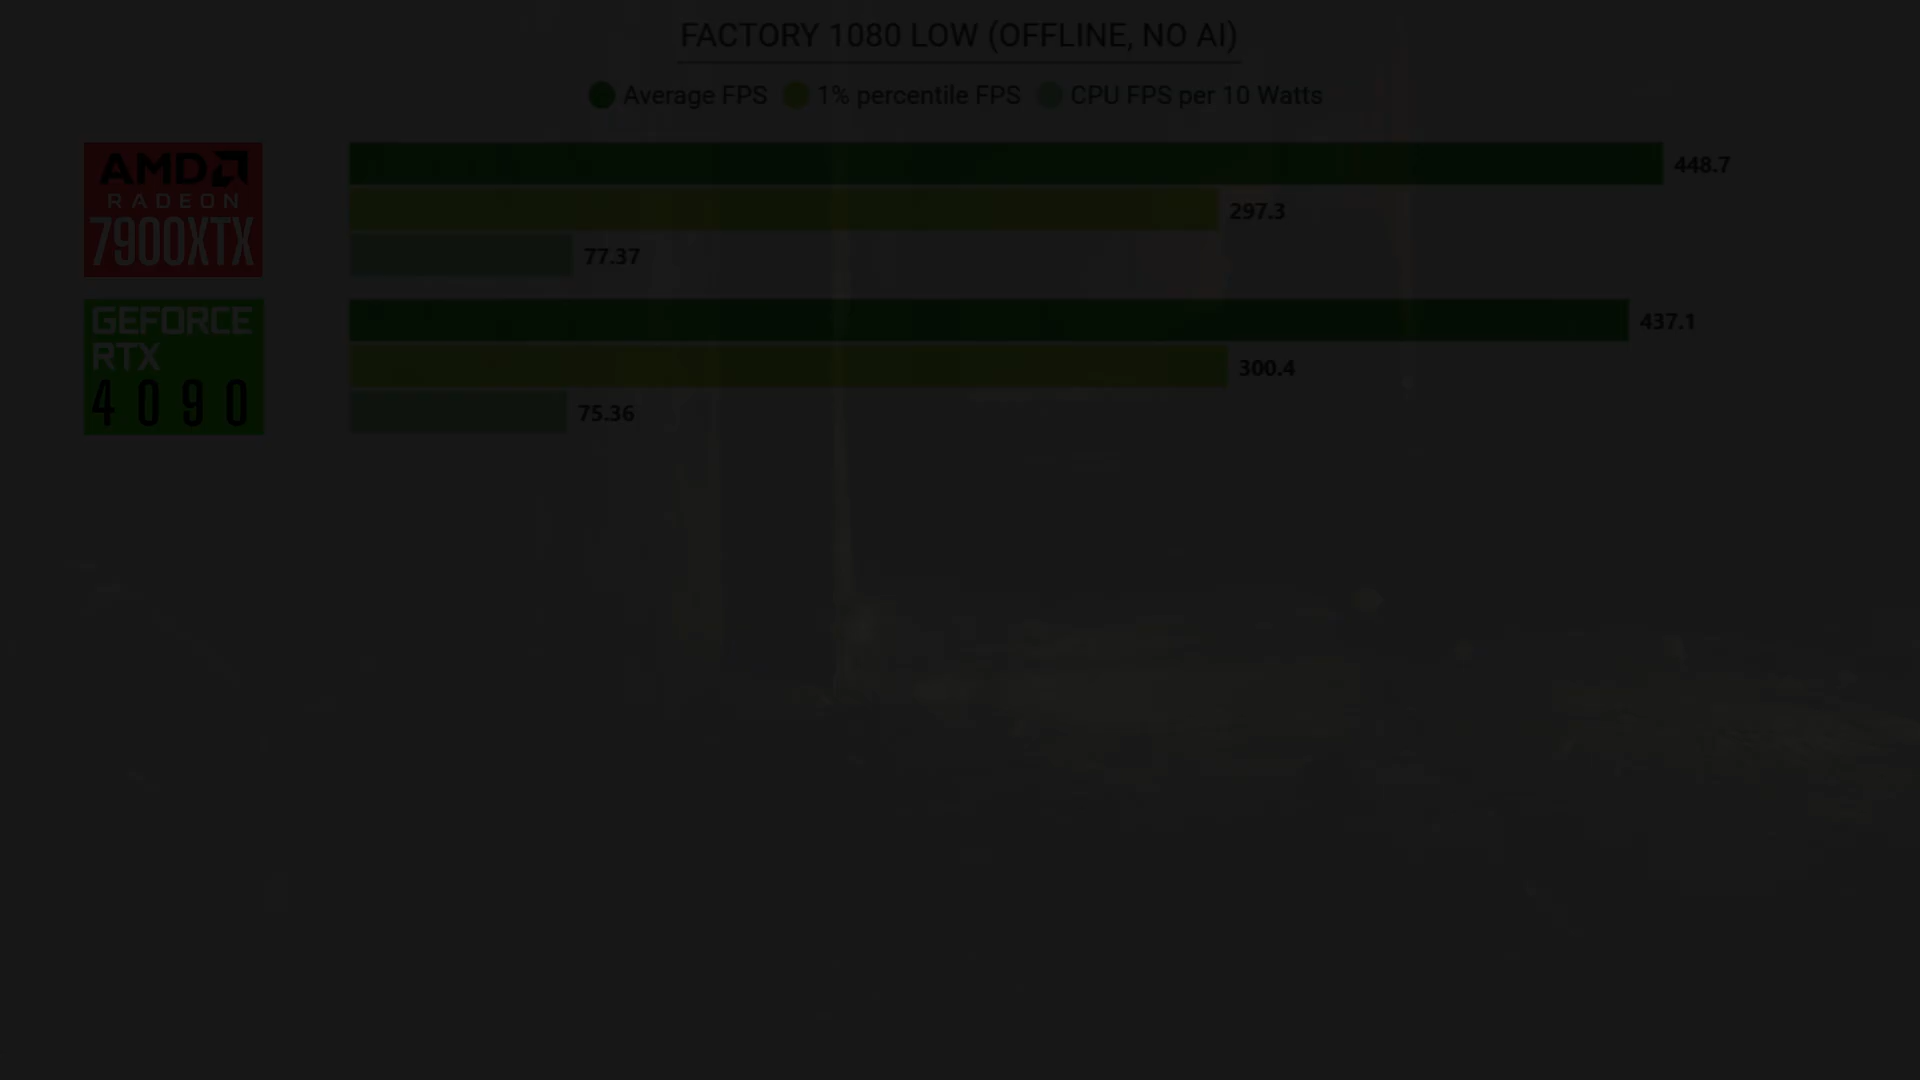 FACTORY 1080 LOW (OFFLINE, NO AI)
Average FPS 1% percentile FPS CPU FPS per 10 Watts
AMD
RADEON
7900XTX
448.7
297.3
77.37
GEFORCE
RTX
4090
437.1
300.4
75.36